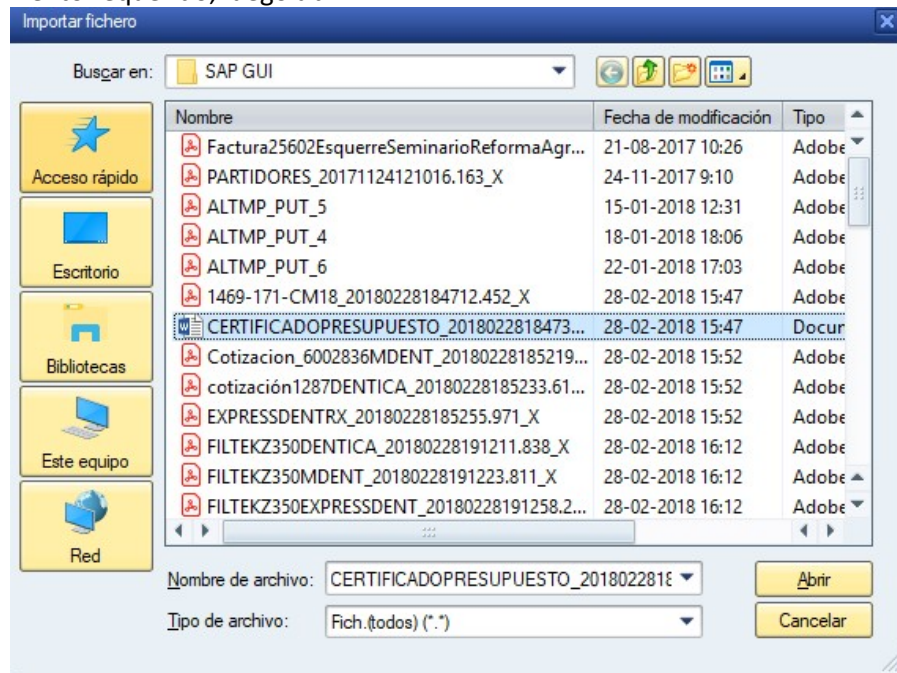 Importar fichero
Buscar en: SAP GUI
Nombre Fecha de modificación Tipo
Factura25602EsquerreSeminarioReformaAgr... 21-08-2017 10:26 Adobe
PARTIDORES_20171124121016.163_X 24-11-2017 9:10 Adobe
ALTMP_PUT_5 15-01-2018 12:31 Adobe
ALTMP_PUT_4 18-01-2018 18:06 Adobe
ALTMP_PUT_6 22-01-2018 17:03 Adobe
1469-171-CM18_20180228184712.452_X 28-02-2018 15:47 Adobe
CERTIFICADOPRESUPUESTO_2018022818473... 28-02-2018 15:47 Docun
Cotizacion_6002836MDENT_20180228185219... 28-02-2018 15:52 Adobe
cotización1287DENTICA_20180228185233.61... 28-02-2018 15:52 Adobe
EXPRESSDENTRX_20180228185255.971_X 28-02-2018 15:52 Adobe
FILTEKZ350DENTICA_20180228191211.838_X 28-02-2018 16:12 Adobe
FILTEKZ350MDENT_20180228191223.811_X 28-02-2018 16:12 Adobe
FILTEKZ350EXPRESSDENT_20180228191258.2... 28-02-2018 16:12 Adobe
Acceso rápido
Escritorio
Bibliotecas
Este equipo
Red
Nombre de archivo: CERTIFICADOPRESUPUESTO_2018022818 Abrir
Tipo de archivo: Fich.(todos) (*.*) Cancelar